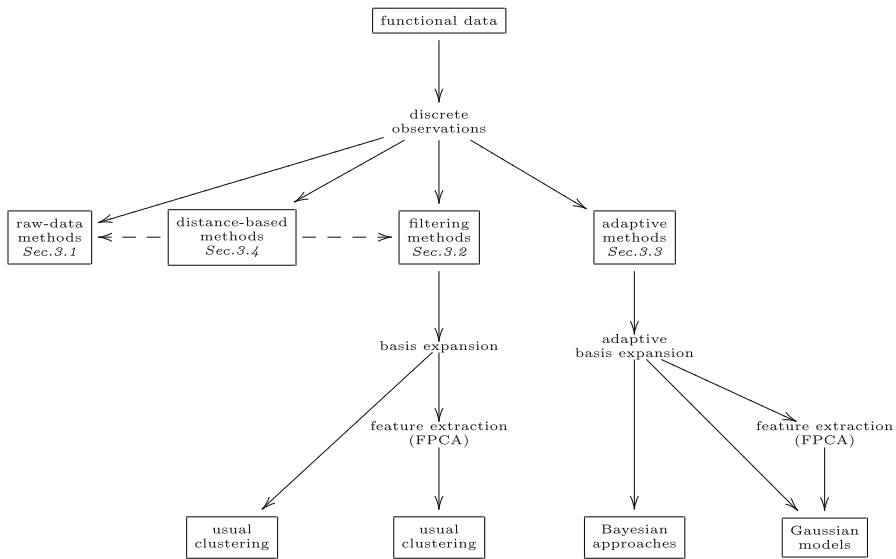 functional data
discrete
observations
raw-data
methods
Sec.3.1
distance-based
methods
Sec.3.4
filtering
methods
Sec.3.2
adaptive
methods
Sec.3.3
basis expansion
adaptive
basis expansion
feature extraction
(FPCA)
feature extraction
(FPCA)
usual
clustering
usual
clustering
Bayesian
approaches
Gaussian
models